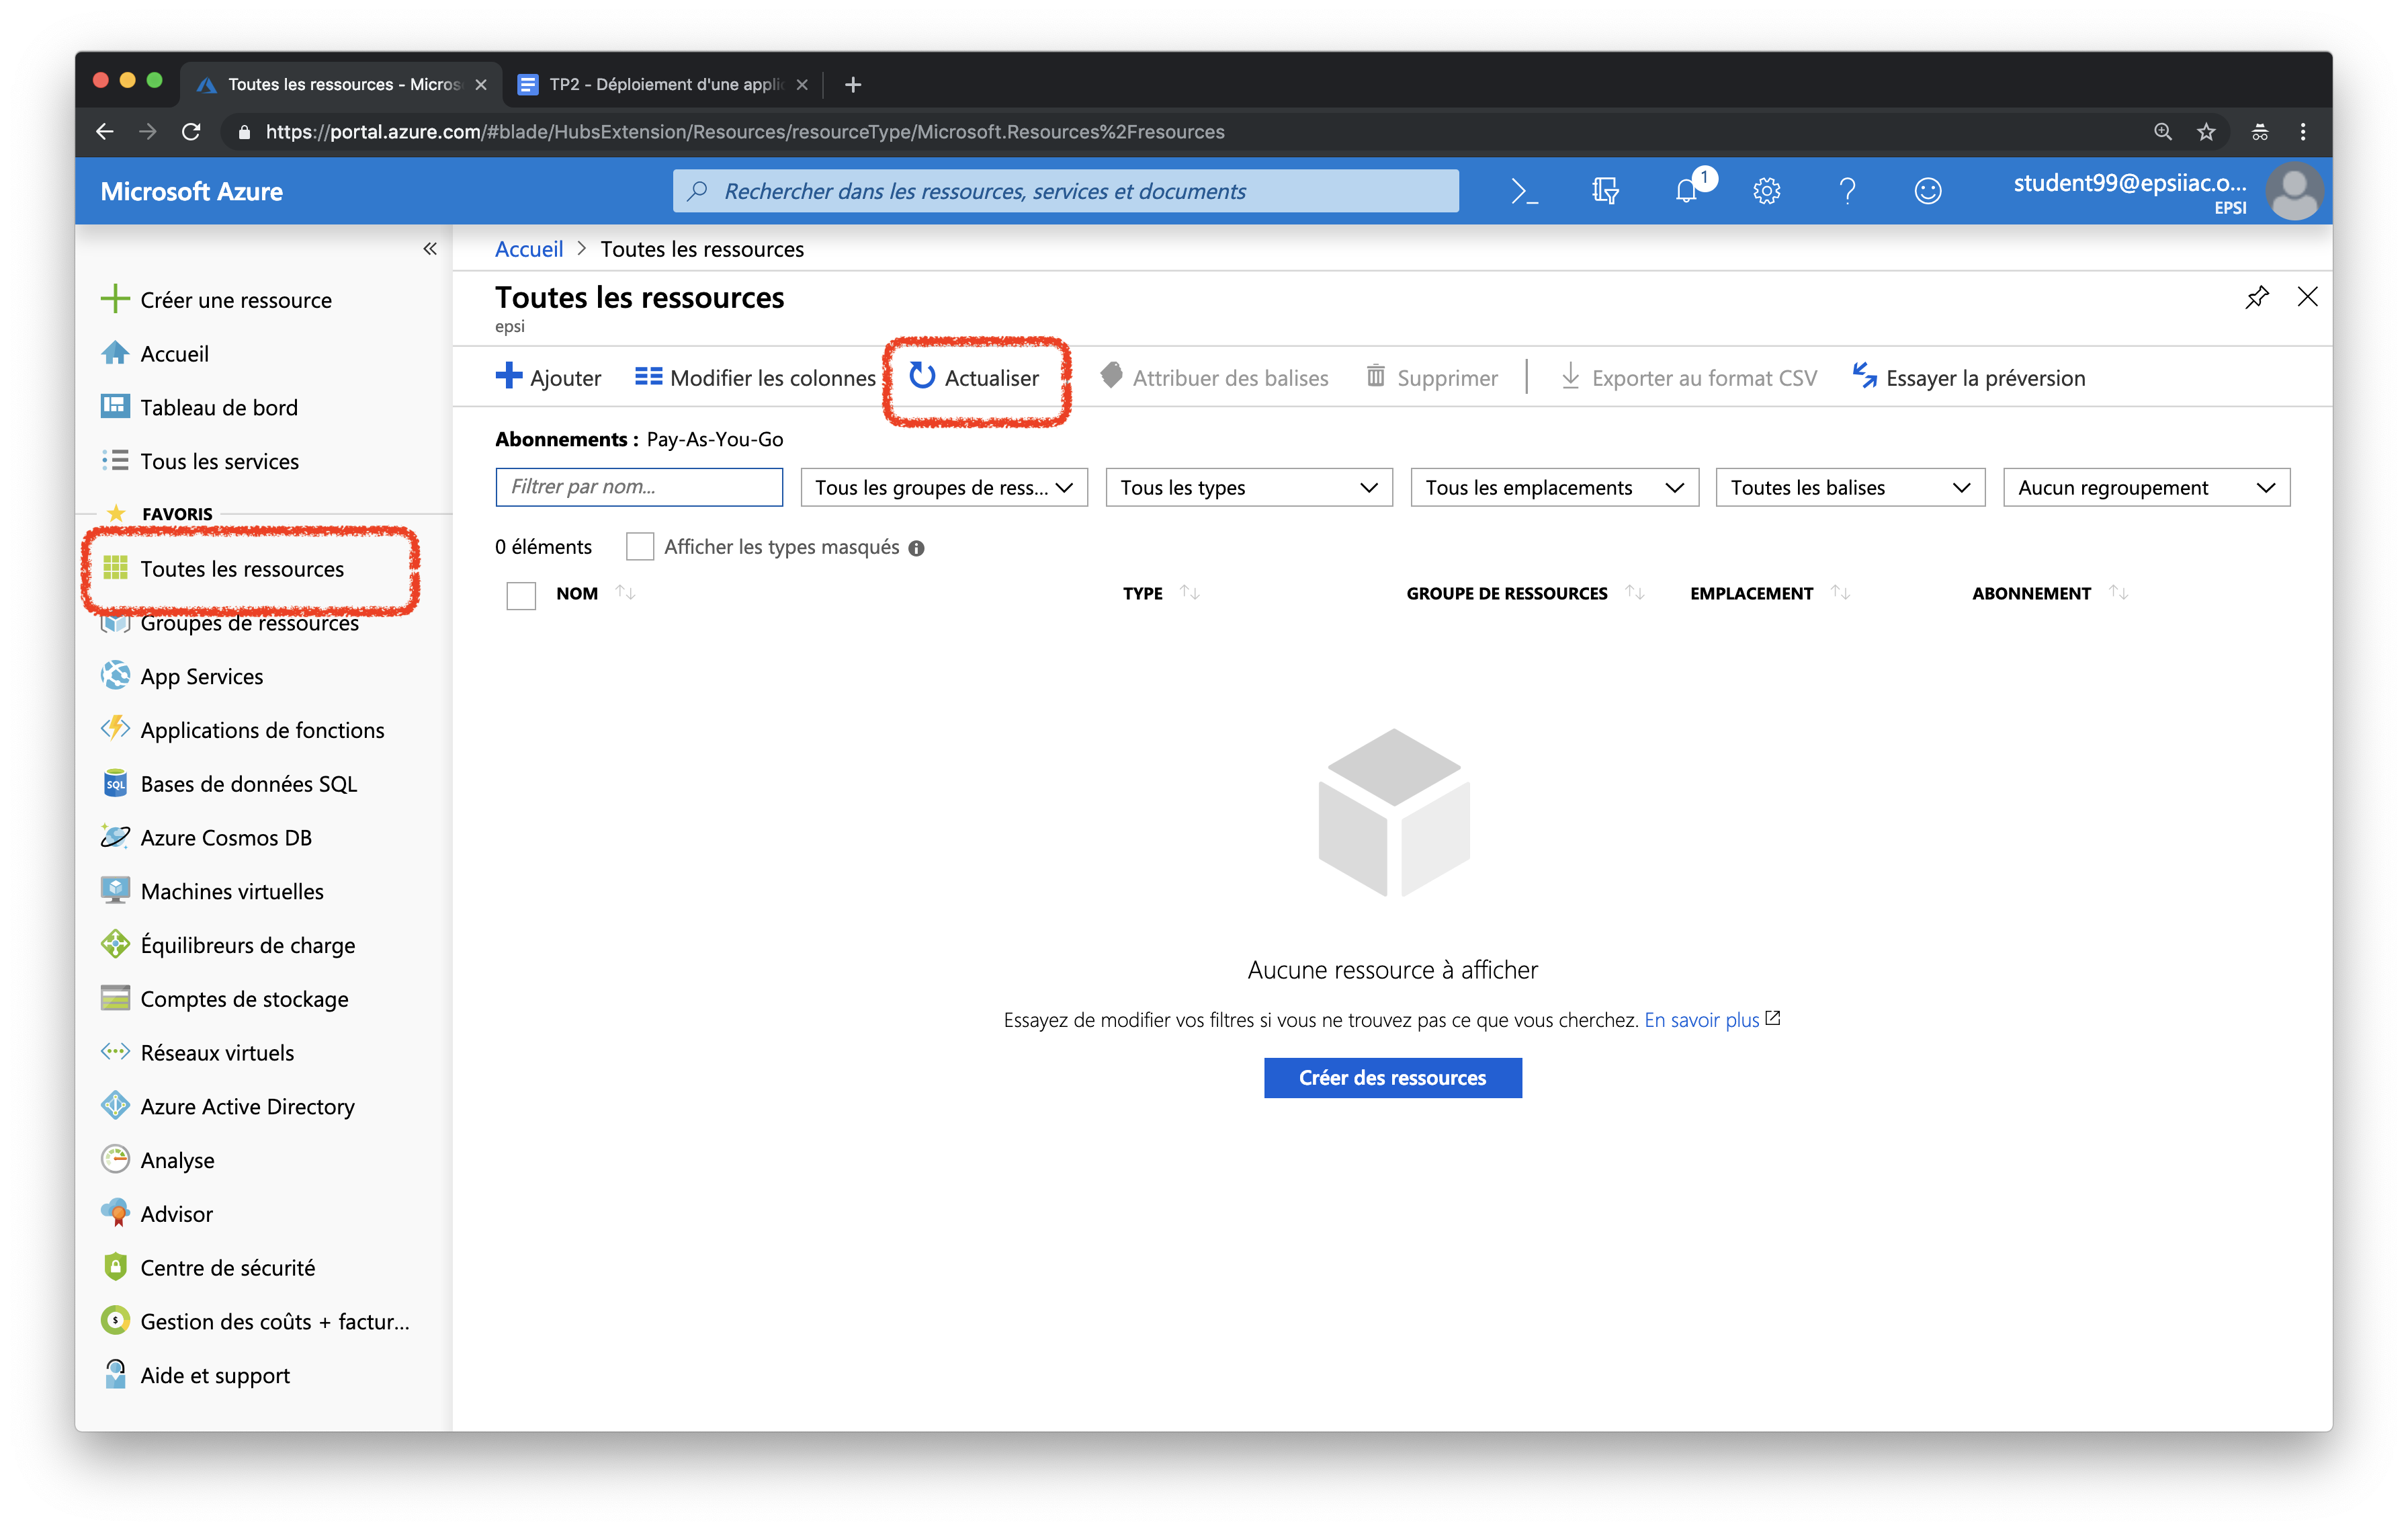 Toutes les ressources - Micros
TP2 - Déploiement d'une applic
https://portal.azure.com/#blade/HubsExtension/Resources/resourceType/Microsoft.Resources%2Fresources
Microsoft Azure
Rechercher dans les ressources, services et documents
1
student99@epsiiac.o...
EPSI
Accueil > Toutes les ressources
Toutes les ressources
epsi
Ajouter
Modifier les colonnes
Actualiser
Attribuer des balises
Supprimer
Exporter au format CSV
Essayer la préversion
Abonnements : Pay-As-You-Go
Filtrer par nom...
Tous les groupes de ress...
Tous les types
Tous les emplacements
Toutes les balises
Aucun regroupement
0 éléments
Afficher les types masqués
NOM
TYPE
GROUPE DE RESSOURCES
EMPLACEMENT
ABONNEMENT
Aucune ressource à afficher
Essayez de modifier vos filtres si vous ne trouvez pas ce que vous cherchez. En savoir plus
Créer des ressources
Créer une ressource
Accueil
Tableau de bord
Tous les services
FAVORIS
Toutes les ressources
Groupes de ressources
App Services
Applications de fonctions
SQL
Bases de données SQL
Azure Cosmos DB
Machines virtuelles
Équilibreurs de charge
Comptes de stockage
Réseaux virtuels
Azure Active Directory
Analyse
Advisor
Centre de sécurité
Gestion des coûts + factur...
Aide et support